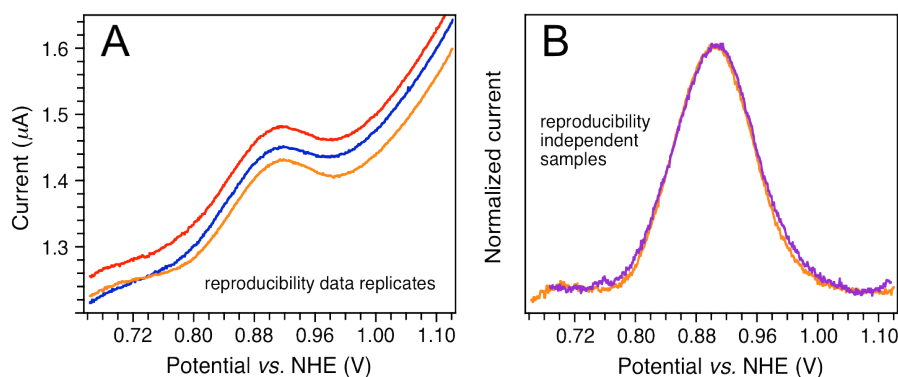 A
1.6
1.5
1.4
1.3
Current (μA)
reproducibility data replicates
0.72 0.80 0.88 0.96 1.00 1.10
Potential vs. NHE (V)
B
Normalized current
reproducibility
independent
samples
0.72 0.80 0.88 0.96 1.00 1.10
Potential vs. NHE (V)